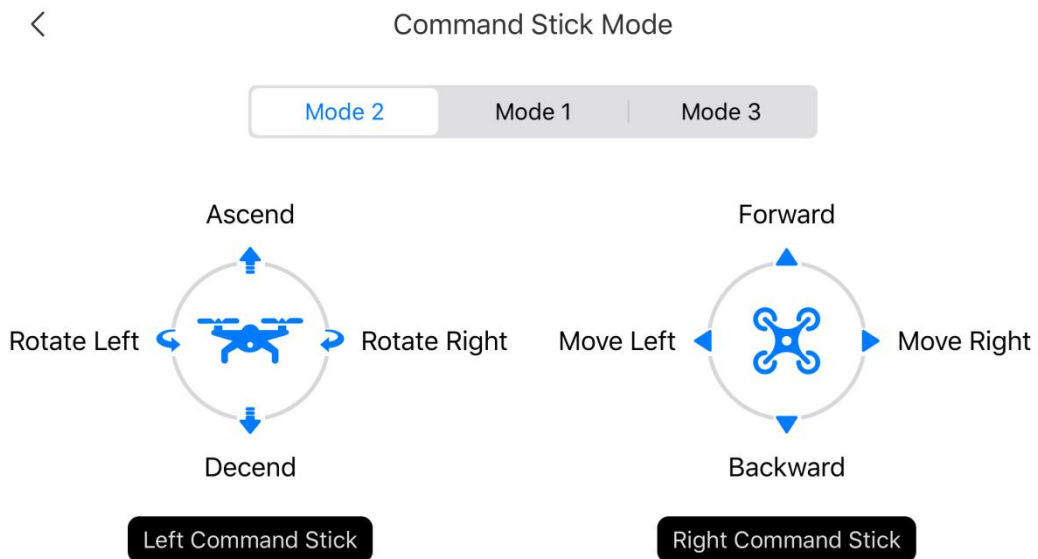 Command Stick Mode
Mode 2 Mode 1 Mode 3
Ascend
Rotate Left Rotate Right
Decend
Left Command Stick
Forward
Move Left Move Right
Backward
Right Command Stick